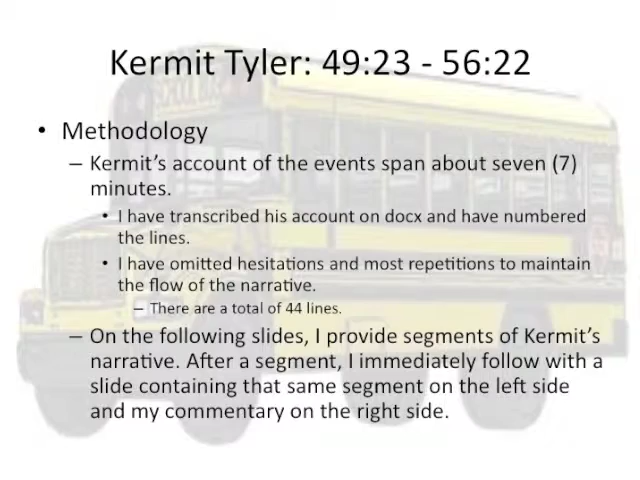 Kermit Tyler: 49:23 - 56:22
• Methodology
– Kermit's account of the events span about seven (7)
minutes.
• I have transcribed his account on docx and have numbered
the lines.
• I have omitted hesitations and most repetitions to maintain
the flow of the narrative.
– There are a total of 44 lines.
– On the following slides, I provide segments of Kermit's
narrative. After a segment, I immediately follow with a
slide containing that same segment on the left side
and my commentary on the right side.